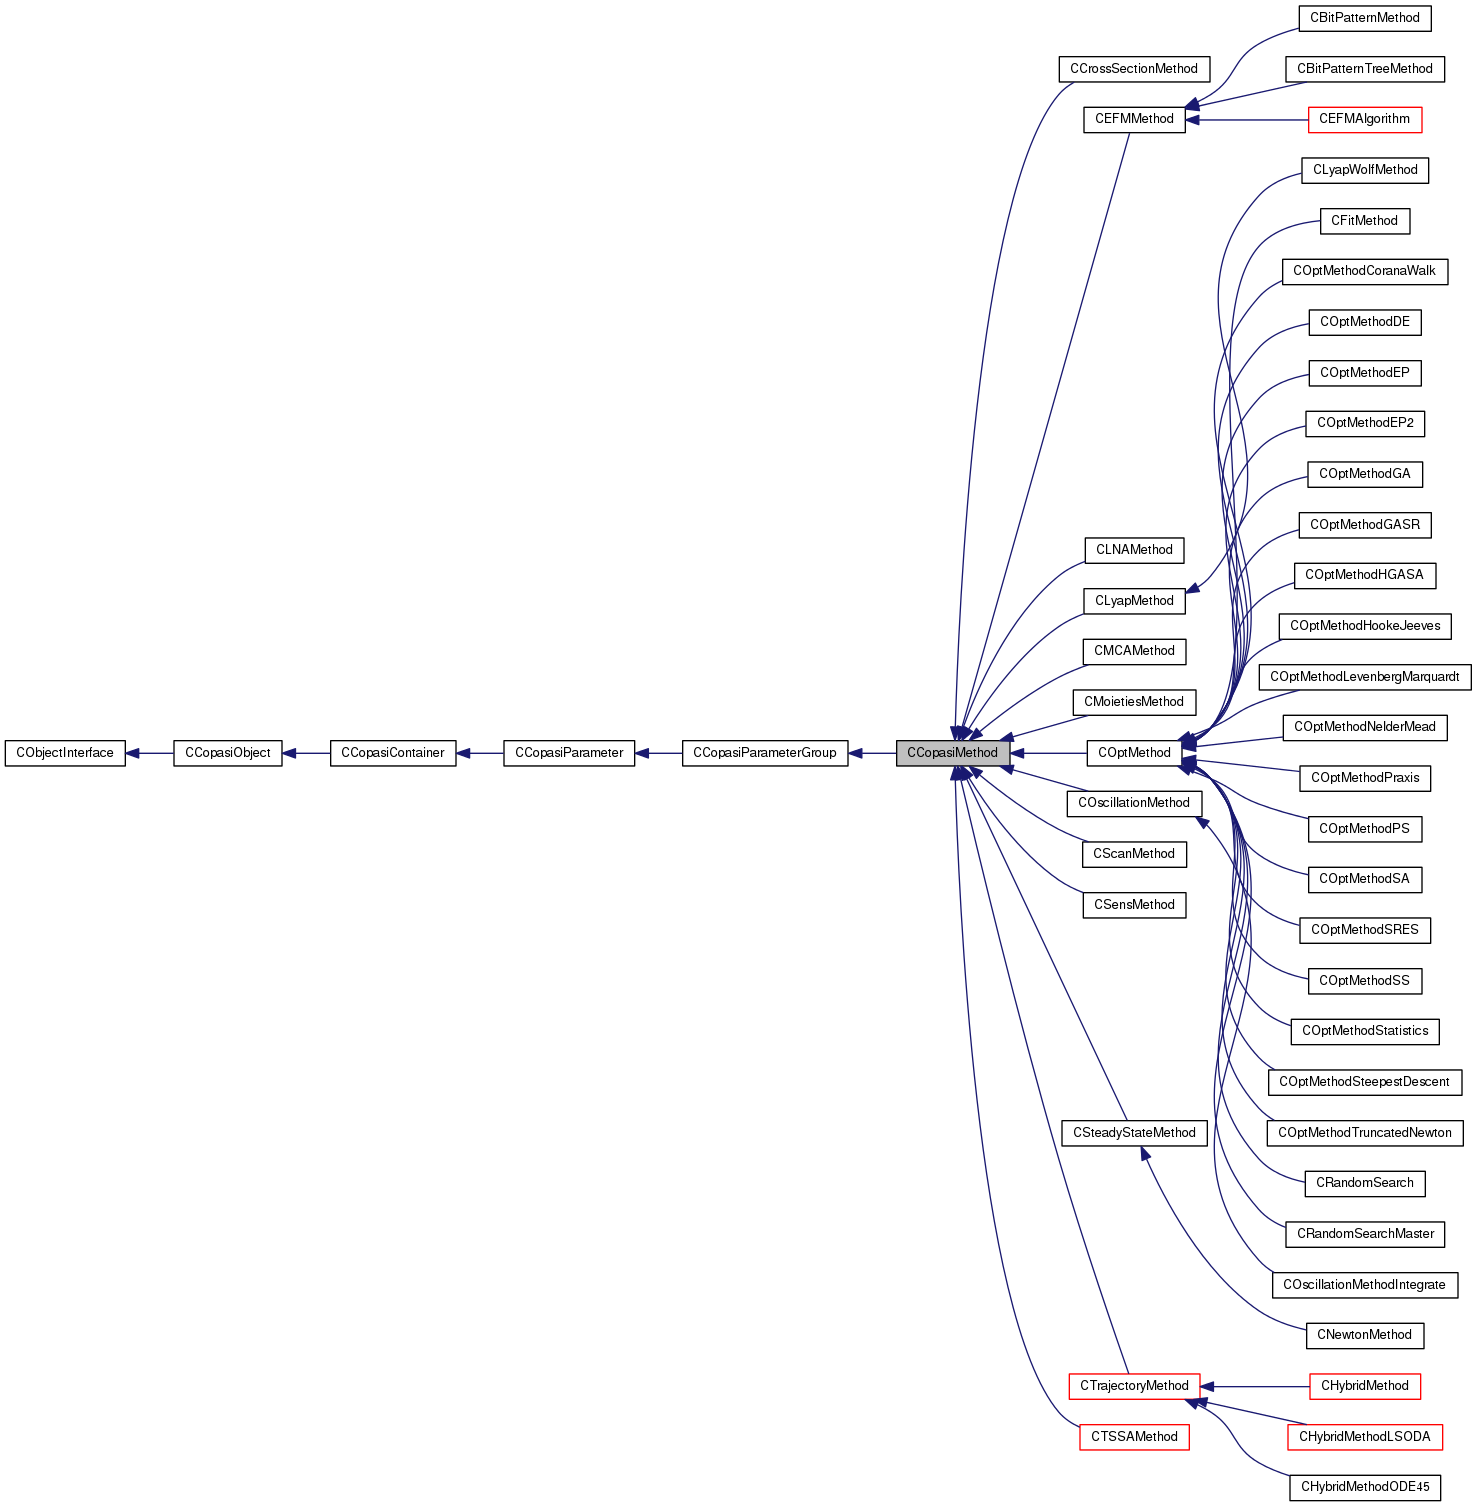 CBitPatternMethod
CCrossSectionMethod
CBitPatternTreeMethod
CEFMMethod
CEFMAlgorithm
CLyapWolfMethod
CFitMethod
COptMethodCoranaWalk
COptMethodDE
COptMethodEP
COptMethodEP2
COptMethodGA
COptMethodGASR
CLNAMethod
COptMethodHGASA
CLyapMethod
COptMethodHookeJeeves
CMCAMethod
COptMethodLevenbergMarquardt
CMoietiesMethod
COptMethodNelderMead
CObjectInterface
CCopasiObject
CCopasiContainer
CCopasiParameter
CCopasiParameterGroup
CCopasiMethod
COptMethod
COptMethodPraxis
COscillationMethod
COptMethodPS
CScanMethod
COptMethodSA
CSensMethod
COptMethodSRES
COptMethodSS
COptMethodStatistics
COptMethodSteepestDescent
CSteadyStateMethod
COptMethodTruncatedNewton
CRandomSearch
CRandomSearchMaster
COscillationMethodIntegrate
CNewtonMethod
CTrajectoryMethod
CHybridMethod
CTSSAMethod
CHybridMethodLSODA
CHybridMethodODE45